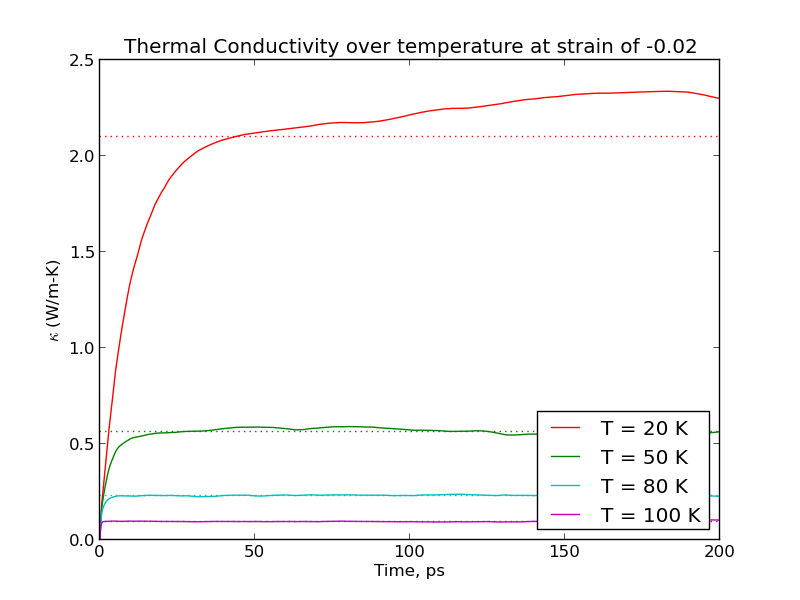 Thermal Conductivity over temperature at strain of -0.02
2.5
2.0
1.5
1.0
0.5
0.0
κ (W/m-K)
T = 20 K
T = 50 K
T = 80 K
T = 100 K
0 50 100 150 200
Time, ps